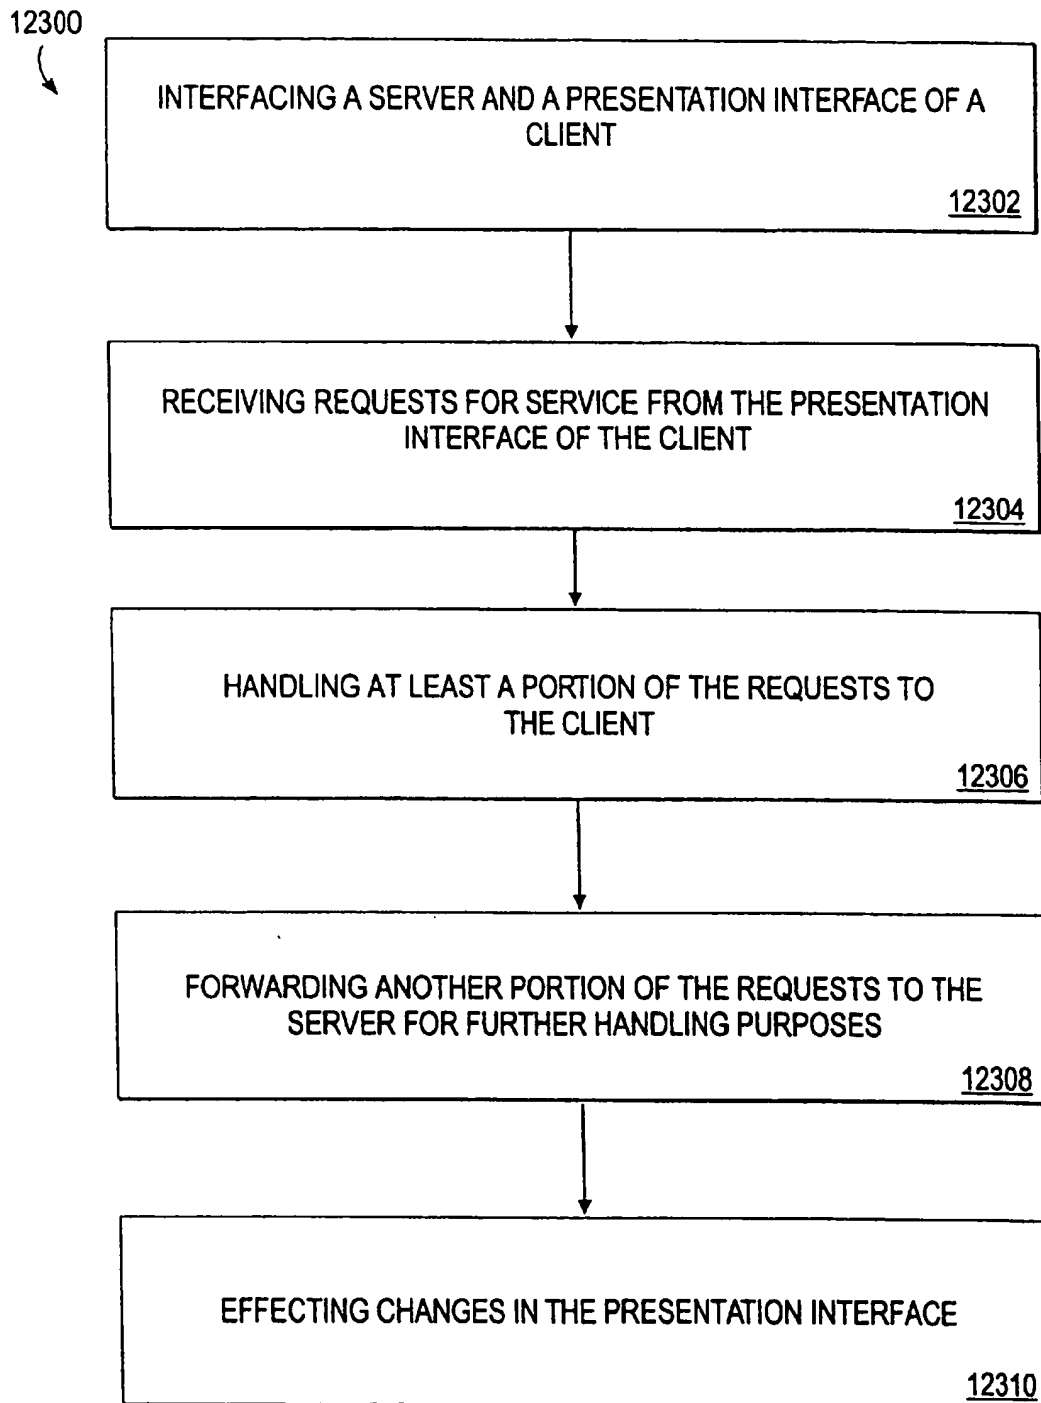 12300
INTERFACING A SERVER AND A PRESENTATION INTERFACE OF A
CLIENT
12302
RECEIVING REQUESTS FOR SERVICE FROM THE PRESENTATION
INTERFACE OF THE CLIENT
12304
HANDLING AT LEAST A PORTION OF THE REQUESTS TO
THE CLIENT
12306
FORWARDING ANOTHER PORTION OF THE REQUESTS TO THE
SERVER FOR FURTHER HANDLING PURPOSES
12308
EFFECTING CHANGES IN THE PRESENTATION INTERFACE
12310